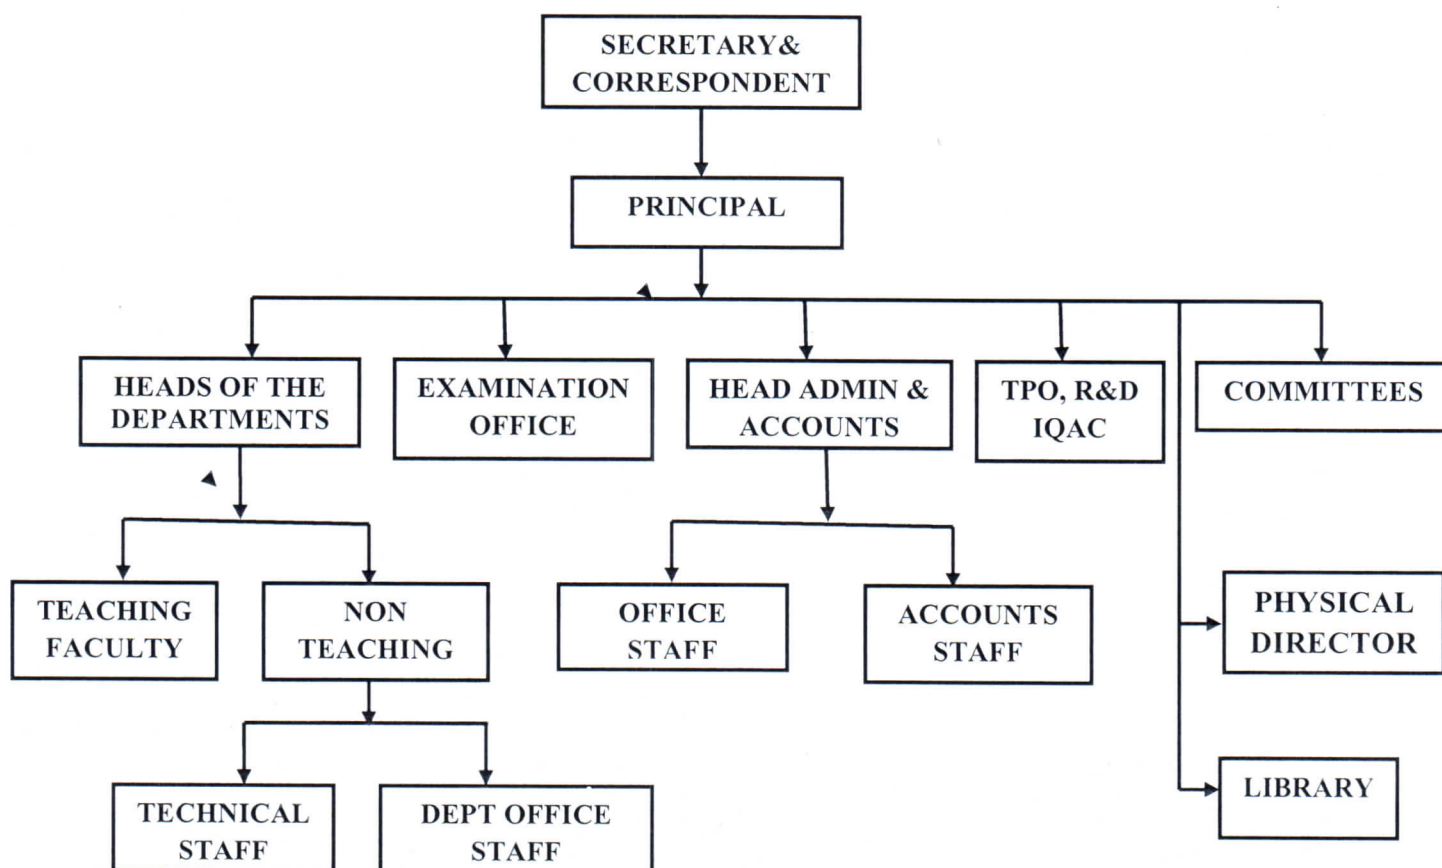 SECRETARY&
CORRESPONDENT
PRINCIPAL
HEADS OF THE
DEPARTMENTS
EXAMINATION
OFFICE
HEAD ADMIN &
ACCOUNTS
TPO, R&D
IQAC
COMMITTEES
TEACHING
FACULTY
NON
TEACHING
OFFICE
STAFF
ACCOUNTS
STAFF
PHYSICAL
DIRECTOR
TECHNICAL
STAFF
DEPT OFFICE
STAFF
LIBRARY